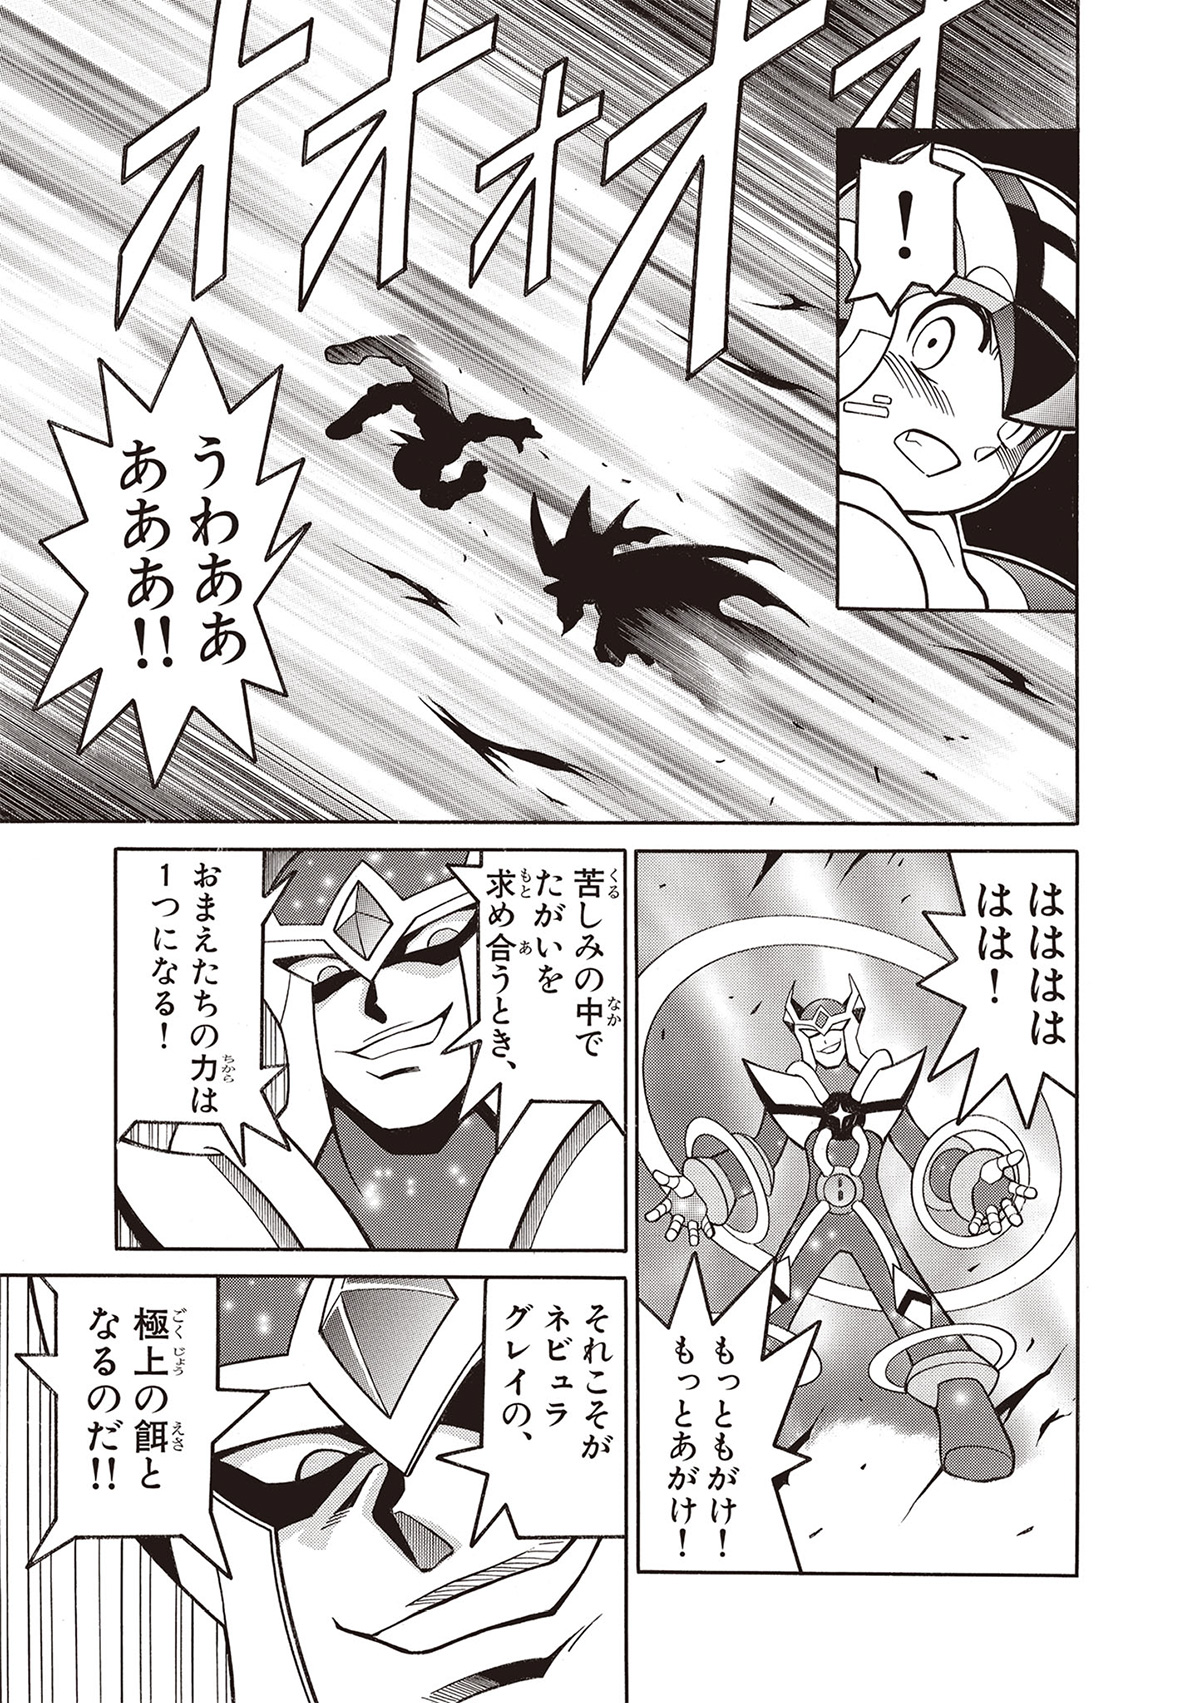 オオオオオ
！
うわあああ
ああああ!!
はははは
はは！
もっともがけ！
もっとあがけ！
苦しみの中で
たがいを
求め合うとき、
おまえたちの力は
１つになる！
それこそが
ネビュラ
グレイの、
極上の餌と
なるのだ!!